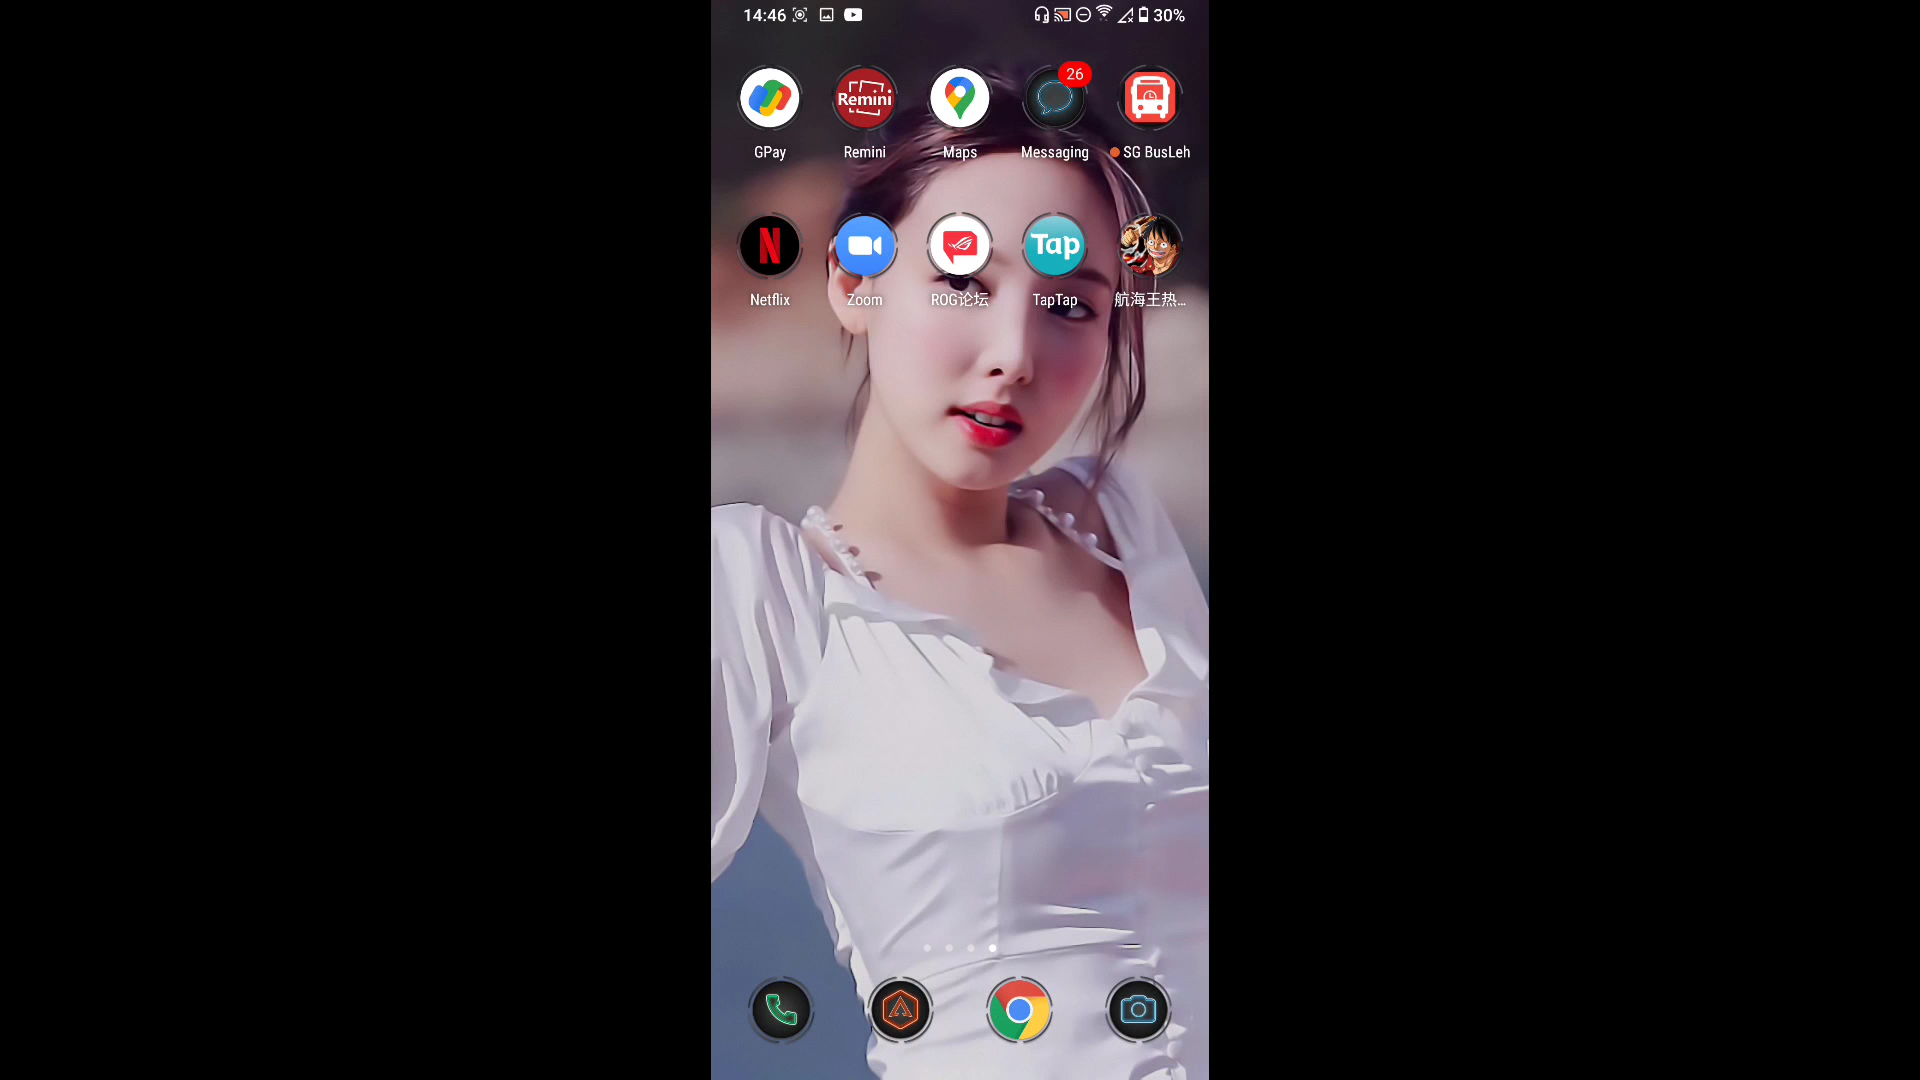 14:46 30%
26
Remini
GPay Remini Maps Messaging SG BusLeh
Tap
Netflix Zoom ROG论坛 TapTap 航海王热...